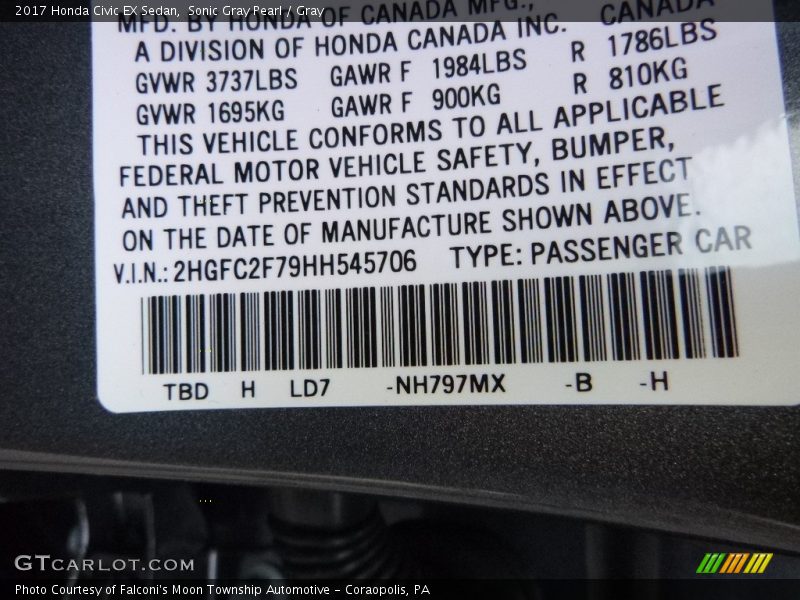 2017 Honda Civic EX Sedan, Sonic Gray Pearl / Gray
MFD. BY HONDA OF CANADA MFG., CANADA
A DIVISION OF HONDA CANADA INC.
GVWR 3737LBS GAWR F 1984LBS R 1786LBS
GVWR 1695KG GAWR F 900KG R 810KG
THIS VEHICLE CONFORMS TO ALL APPLICABLE
FEDERAL MOTOR VEHICLE SAFETY, BUMPER,
AND THEFT PREVENTION STANDARDS IN EFFECT
ON THE DATE OF MANUFACTURE SHOWN ABOVE.
V.I.N.: 2HGFC2F79HH545706 TYPE: PASSENGER CAR
TBD H LD7 -NH797MX -B -H
GTCARLOT.COM
Photo Courtesy of Falconi's Moon Township Automotive - Coraopolis, PA